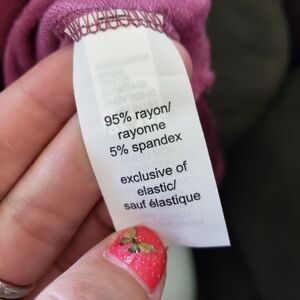 95% rayon/
rayonne
5% spandex
exclusive of
elastic/
sauf élastique